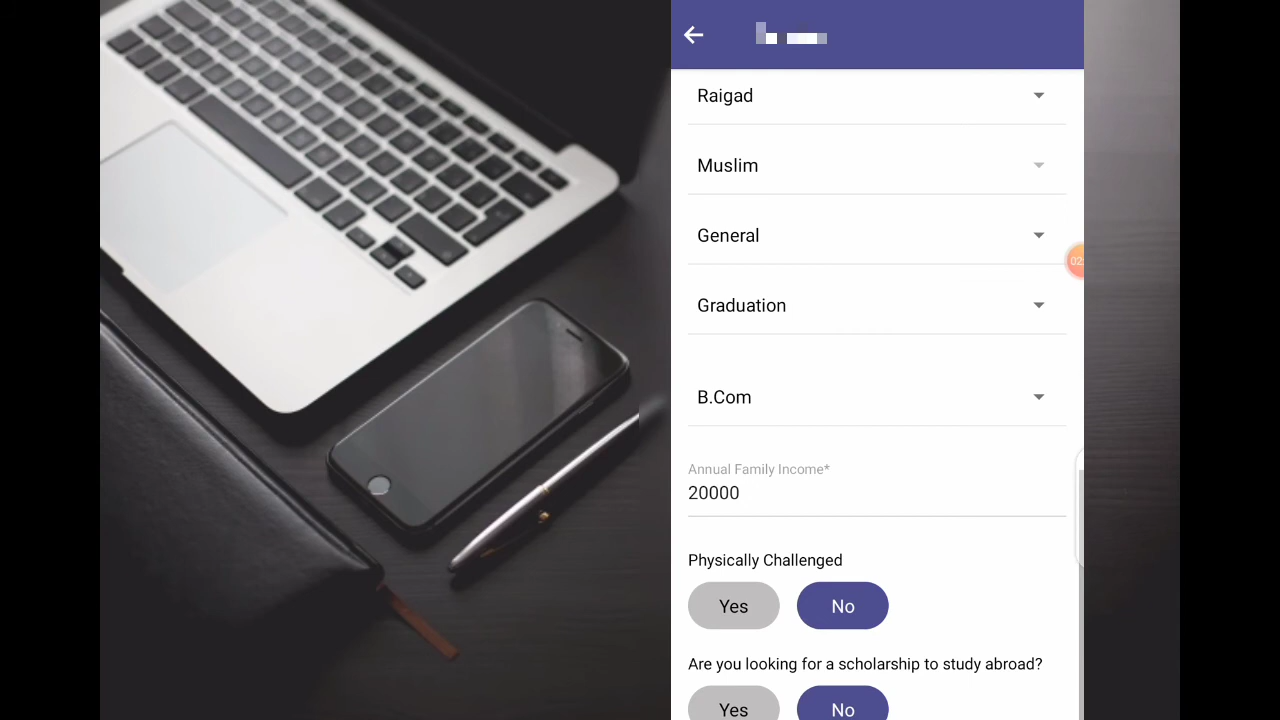 Raigad
Muslim
General
Graduation
B.Com
Annual Family Income*
20000
Physically Challenged
Yes No
Are you looking for a scholarship to study abroad?
Yes No